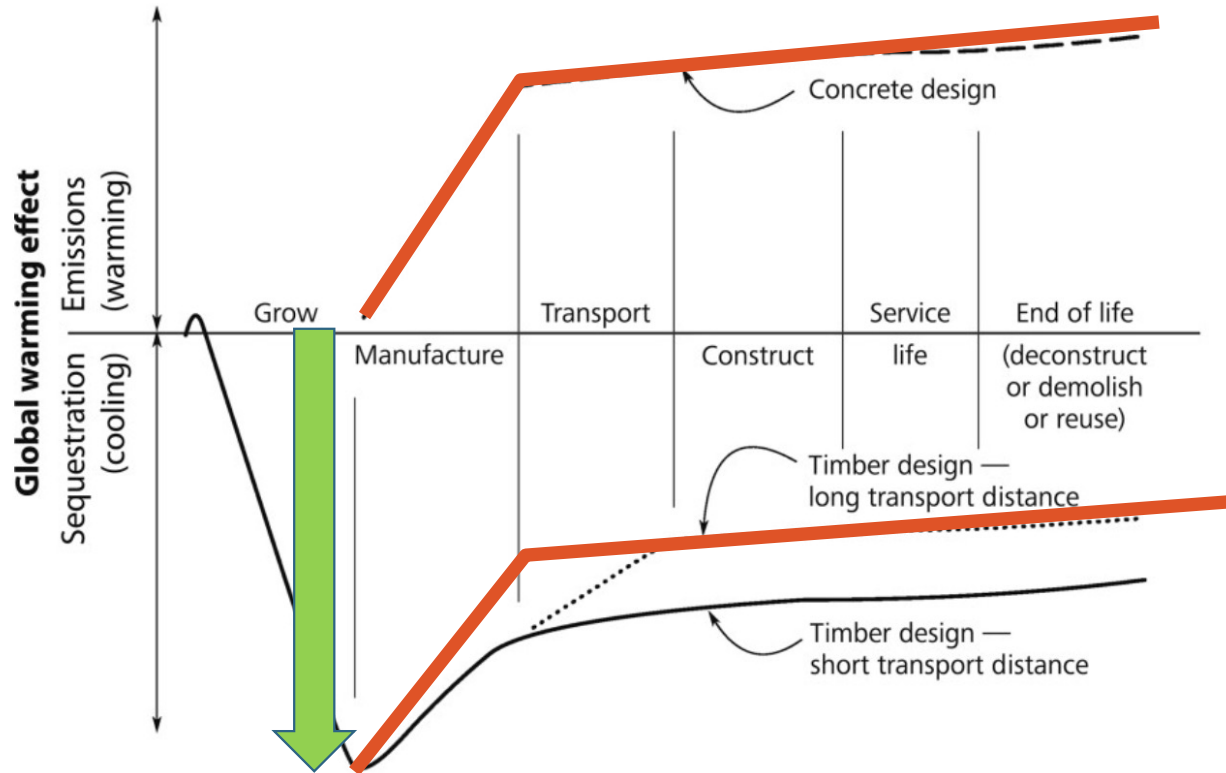 Global warming effect
Emissions
(warming)
Sequestration
(cooling)
Concrete design
Grow
Manufacture
Transport
Construct
Service
life
End of life
(deconstruct
or demolish
or reuse)
Timber design —
long transport distance
Timber design —
short transport distance